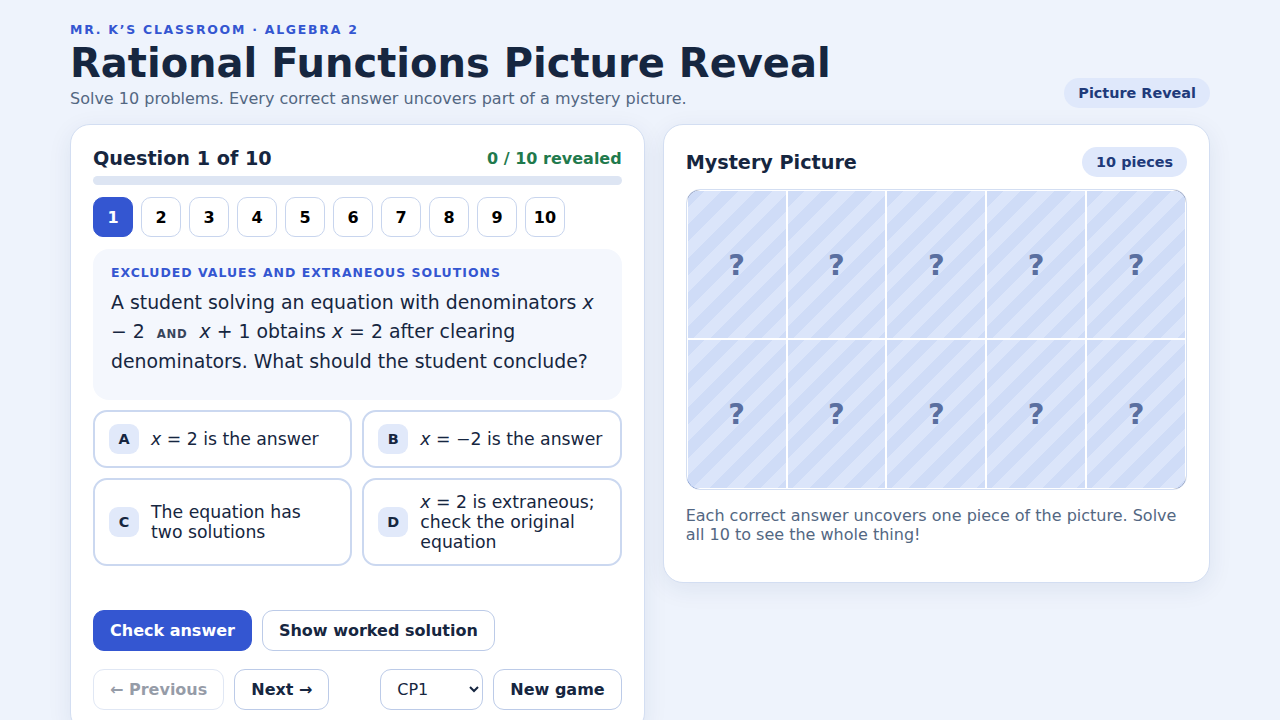 MR. K’S CLASSROOM · ALGEBRA 2
Rational Functions Picture Reveal
Solve 10 problems. Every correct answer uncovers part of a mystery picture.
Picture Reveal
Question 1 of 10
0 / 10 revealed
1 2 3 4 5 6 7 8 9 10
EXCLUDED VALUES AND EXTRANEOUS SOLUTIONS
A student solving an equation with denominators x
− 2 AND x + 1 obtains x = 2 after clearing
denominators. What should the student conclude?
A x = 2 is the answer
B x = −2 is the answer
C The equation has
two solutions
D x = 2 is extraneous;
check the original
equation
Check answer
Show worked solution
← Previous
Next →
CP1
New game
Mystery Picture
10 pieces
? ? ? ? ?
? ? ? ? ?
Each correct answer uncovers one piece of the picture. Solve
all 10 to see the whole thing!